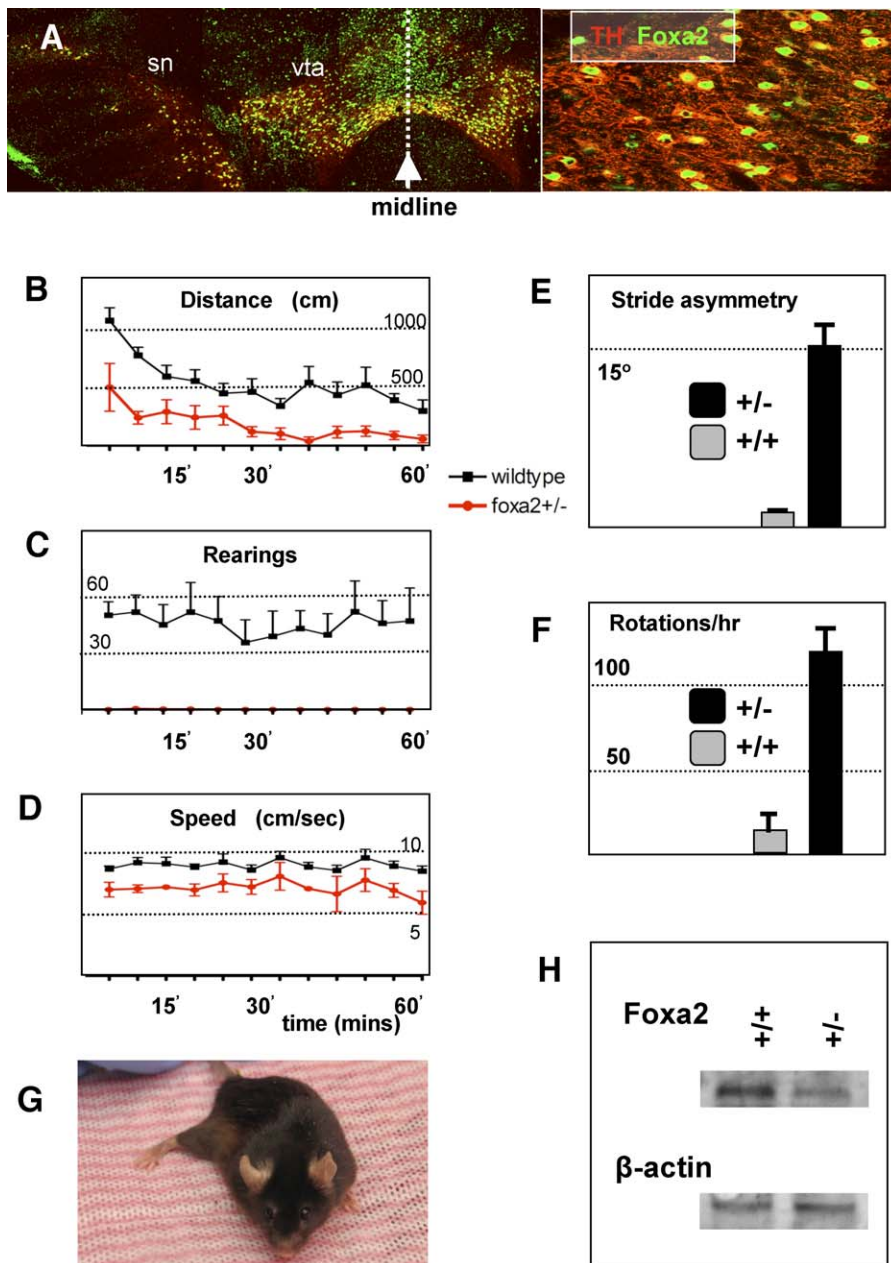 A
sn
vta
TH Foxa2
midline
B
Distance (cm)
1000
500
15' 30' 60'
wildtype
foxa2+/-
C
Rearings
60
30
15' 30' 60'
D
Speed (cm/sec)
10
5
15' 30' 60'
time (mins)
E
Stride asymmetry
15º
+/-
+/+
F
Rotations/hr
100
50
+/-
+/+
G
H
Foxa2 +/+ +/-
β-actin